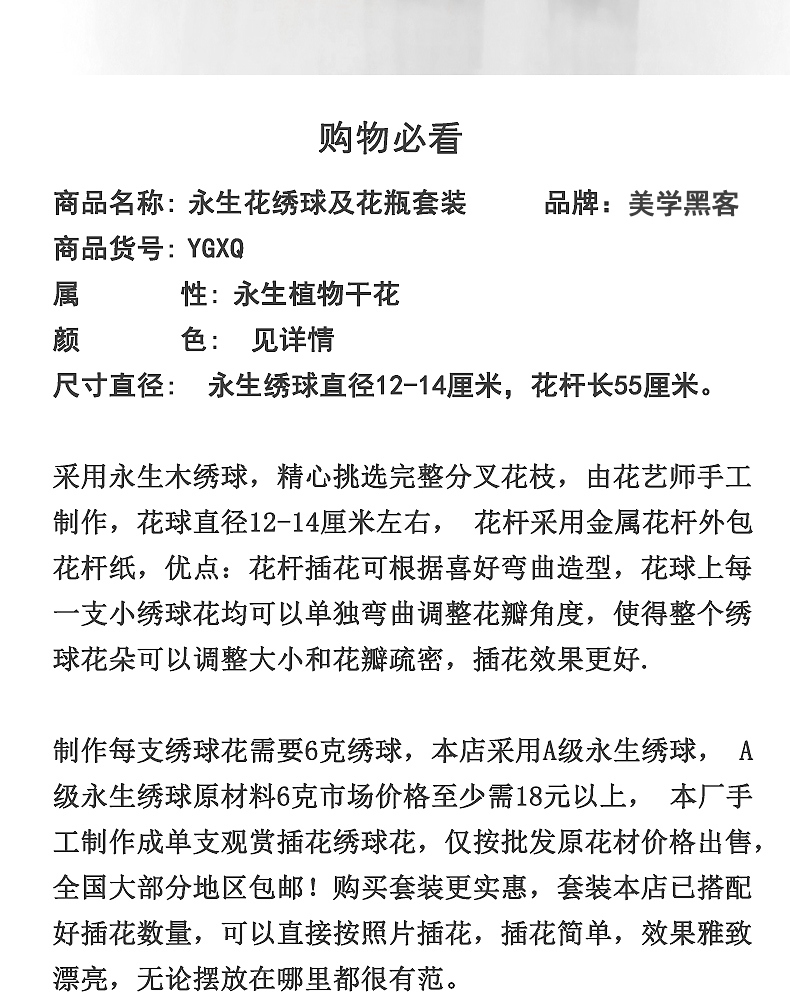 购物必看
商品名称: 永生花绣球及花瓶套装 品牌：美学黑客
商品货号: YGXQ
属 性: 永生植物干花
颜 色: 见详情
尺寸直径: 永生绣球直径12-14厘米，花杆长55厘米。
采用永生木绣球，精心挑选完整分叉花枝，由花艺师手工
制作，花球直径12-14厘米左右， 花杆采用金属花杆外包
花杆纸，优点：花杆插花可根据喜好弯曲造型，花球上每
一支小绣球花均可以单独弯曲调整花瓣角度，使得整个绣
球花朵可以调整大小和花瓣疏密，插花效果更好.
制作每支绣球花需要6克绣球，本店采用A级永生绣球， A
级永生绣球原材料6克市场价格至少需18元以上， 本厂手
工制作成单支观赏插花绣球花，仅按批发原花材价格出售，
全国大部分地区包邮！购买套装更实惠，套装本店已搭配
好插花数量，可以直接按照片插花，插花简单，效果雅致
漂亮，无论摆放在哪里都很有范。